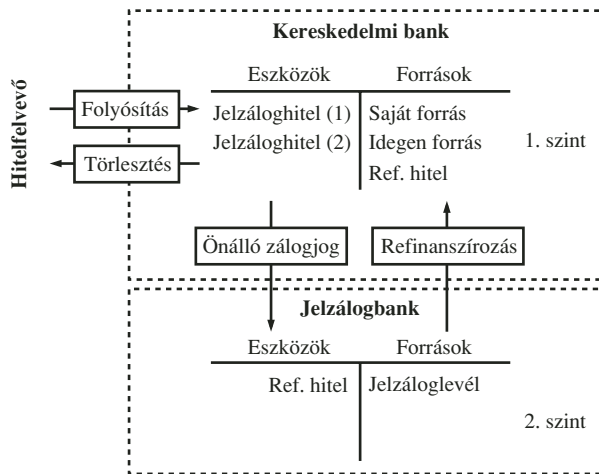 Kereskedelmi bank
Eszközök Források
Hitelfelvevő
Folyósítás
Törlesztés
Jelzáloghitel (1)
Jelzáloghitel (2)
Saját forrás
Idegen forrás
Ref. hitel
1. szint
Önálló zálogjog
Refinanszírozás
Jelzálogbank
Eszközök Források
Ref. hitel
Jelzáloglevél
2. szint